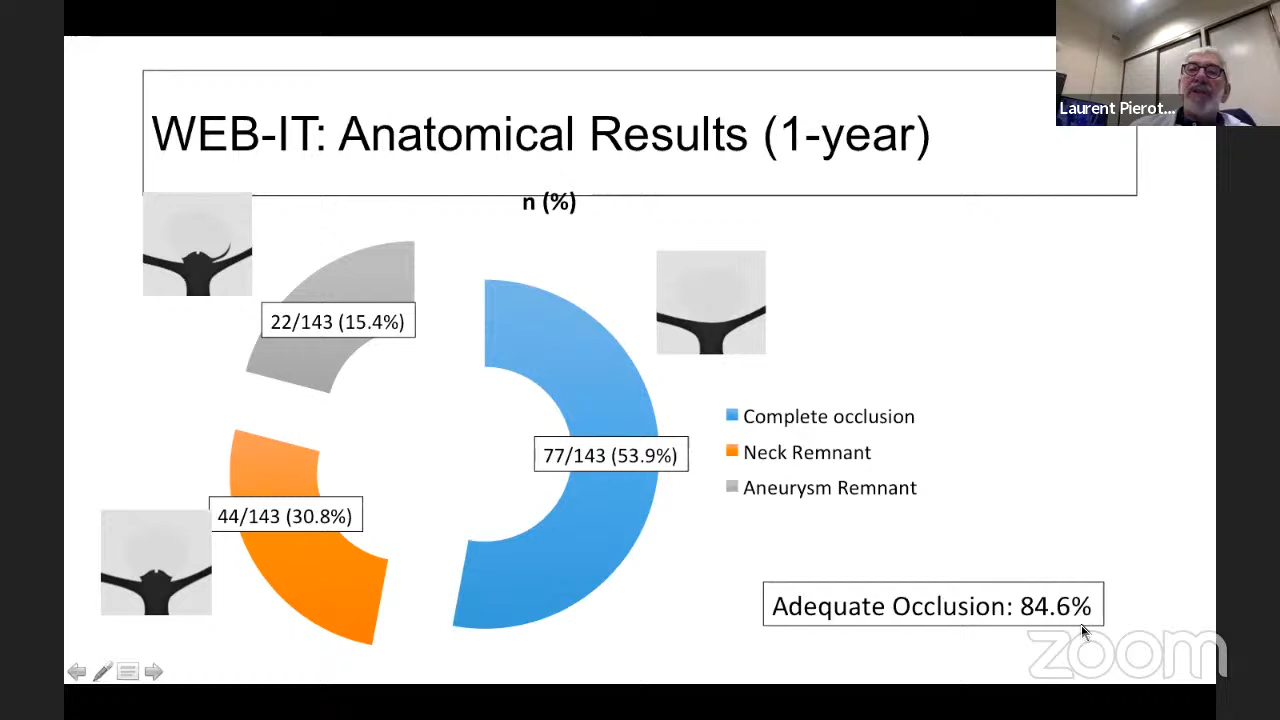 Laurent Pierot...
WEB-IT: Anatomical Results (1-year)
n (%)
22/143 (15.4%)
77/143 (53.9%)
Complete occlusion
Neck Remnant
Aneurysm Remnant
44/143 (30.8%)
Adequate Occlusion: 84.6%
zoom